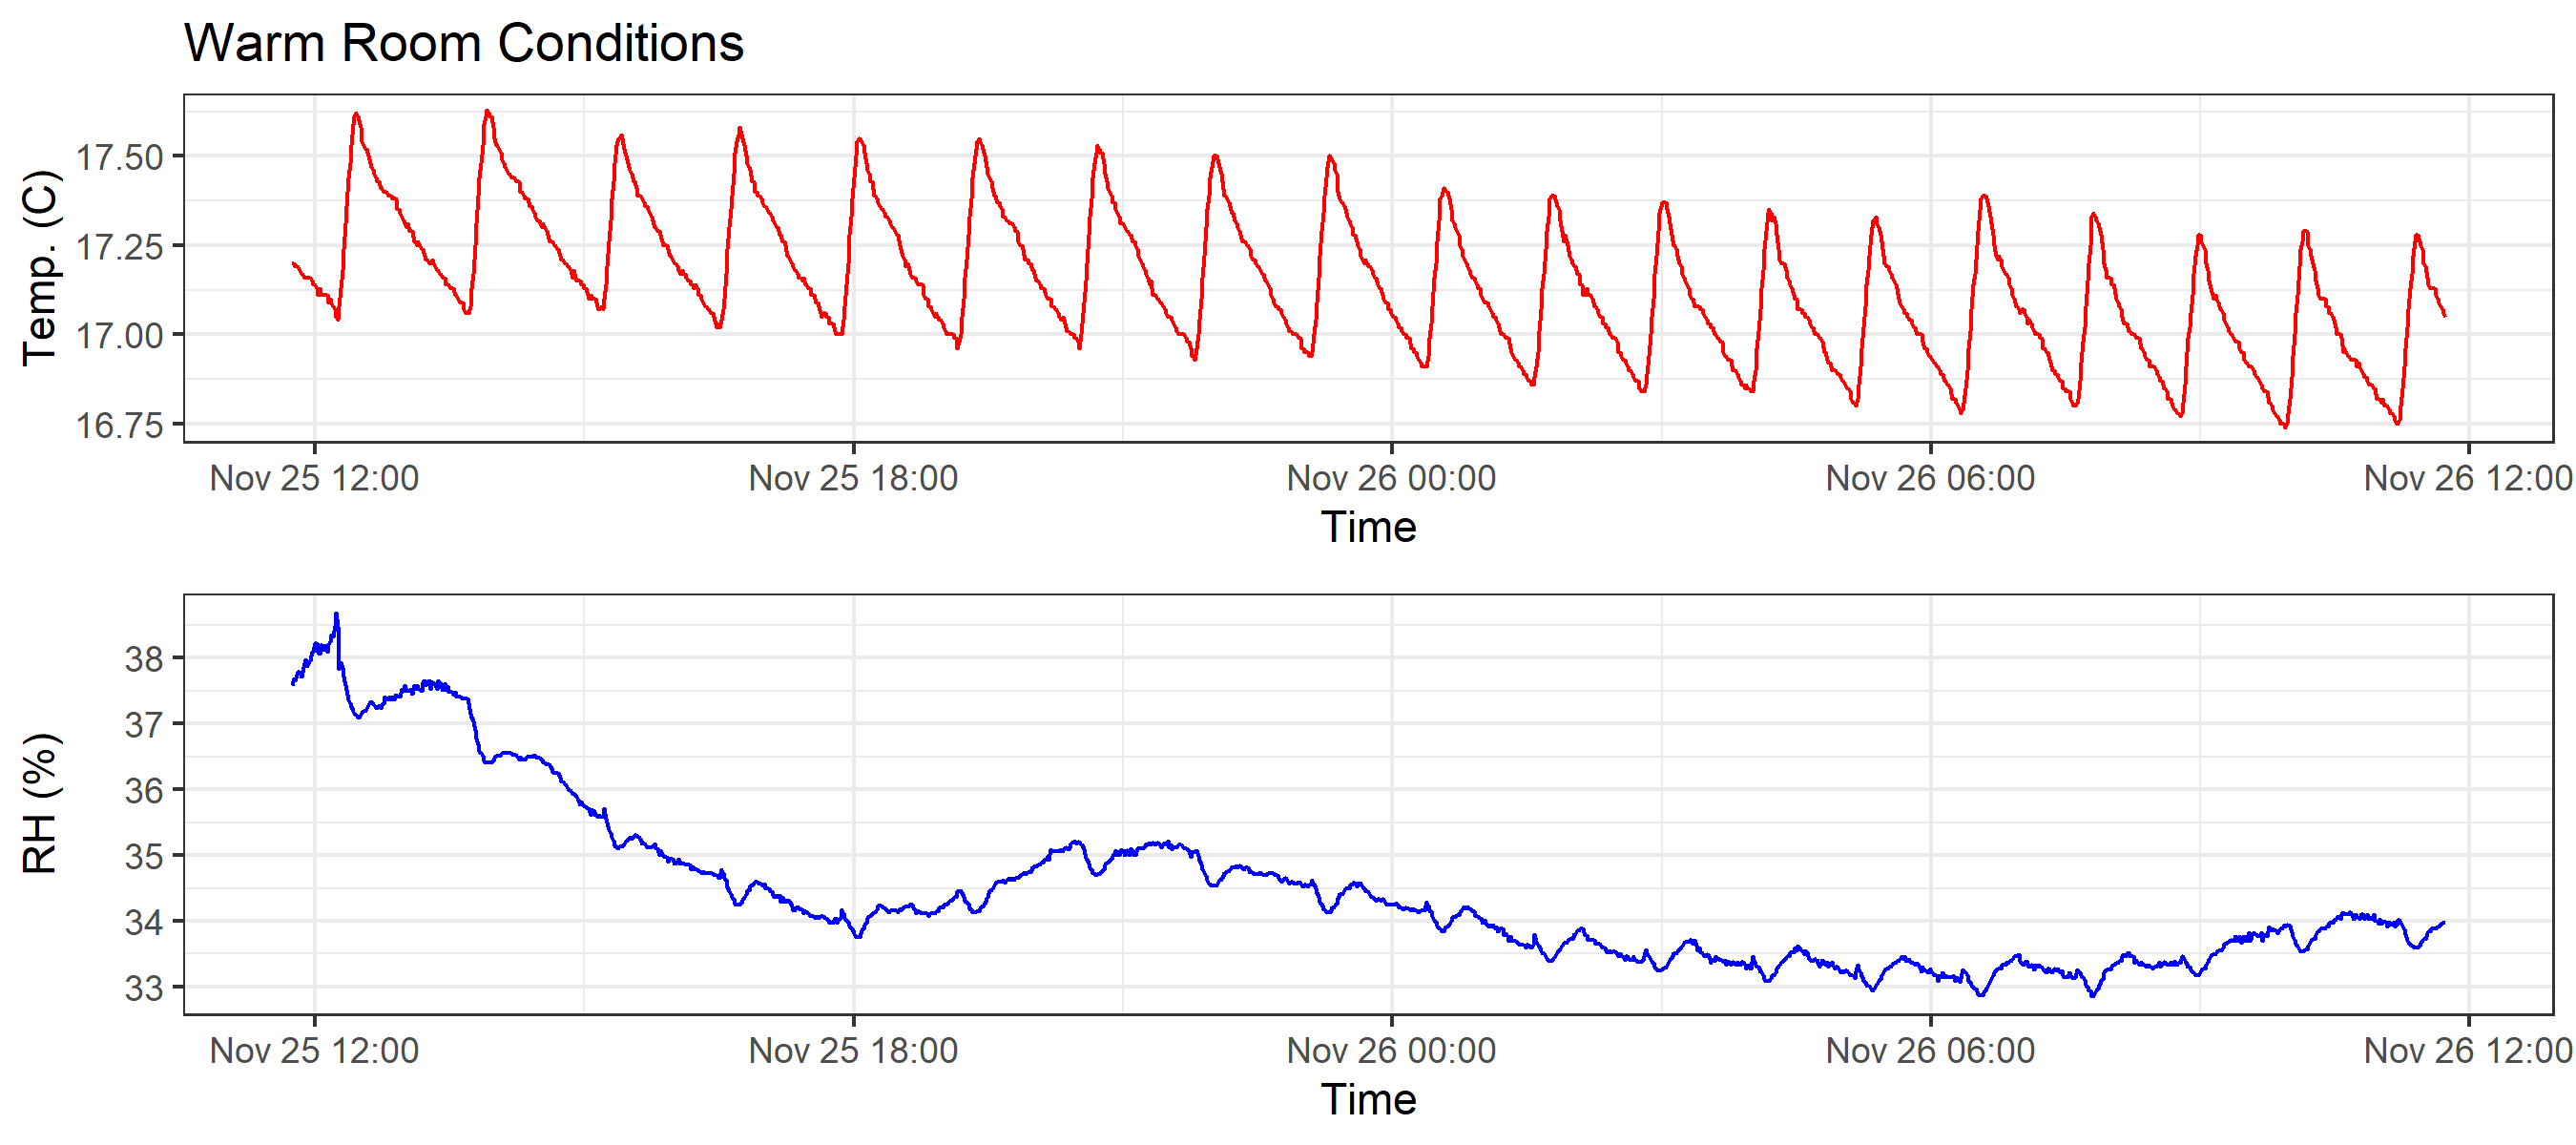 Warm Room Conditions
Temp. (C)
17.50
17.25
17.00
16.75
Nov 25 12:00 Nov 25 18:00 Nov 26 00:00 Nov 26 06:00 Nov 26 12:00
Time
RH (%)
38
37
36
35
34
33
Nov 25 12:00 Nov 25 18:00 Nov 26 00:00 Nov 26 06:00 Nov 26 12:00
Time